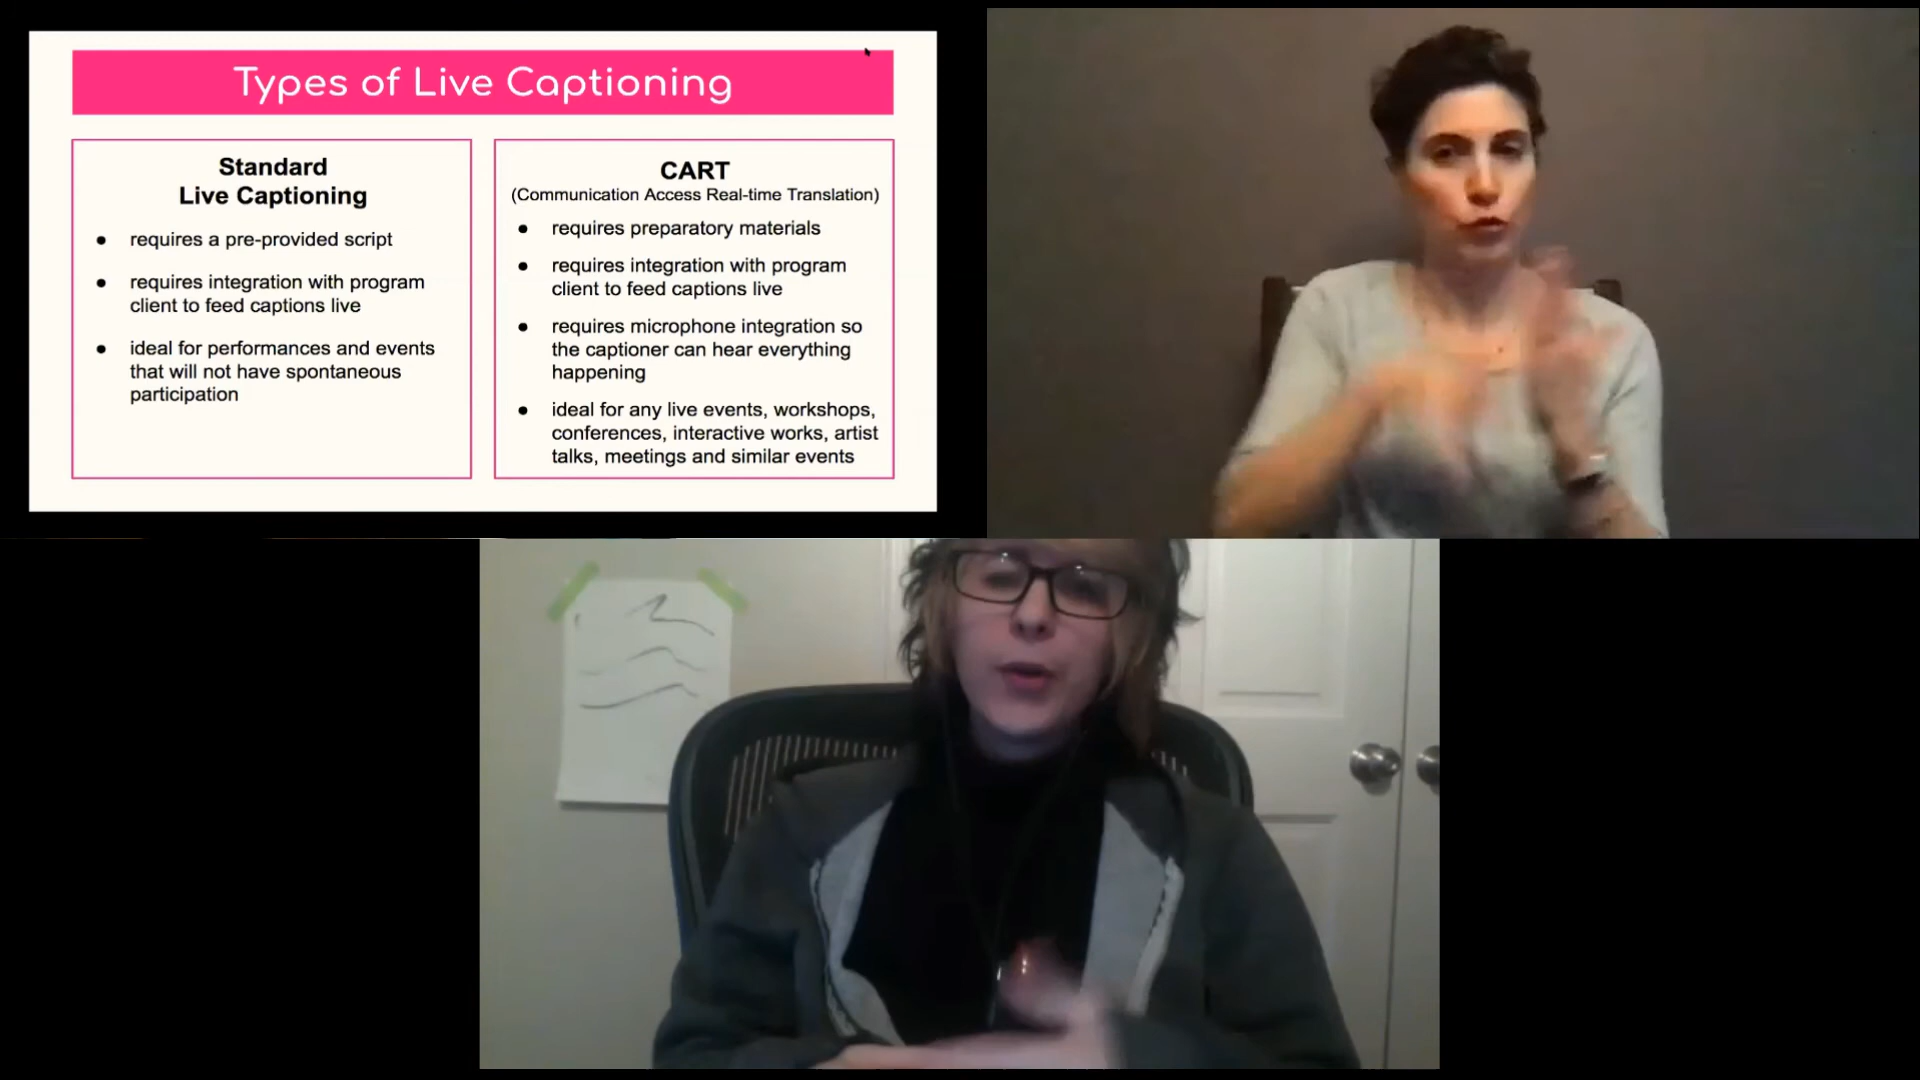 Types of Live Captioning
Standard
Live Captioning
● requires a pre-provided script
● requires integration with program
client to feed captions live
● ideal for performances and events
that will not have spontaneous
participation
CART
(Communication Access Real-time Translation)
● requires preparatory materials
● requires integration with program
client to feed captions live
● requires microphone integration so
the captioner can hear everything
happening
● ideal for any live events, workshops,
conferences, interactive works, artist
talks, meetings and similar events